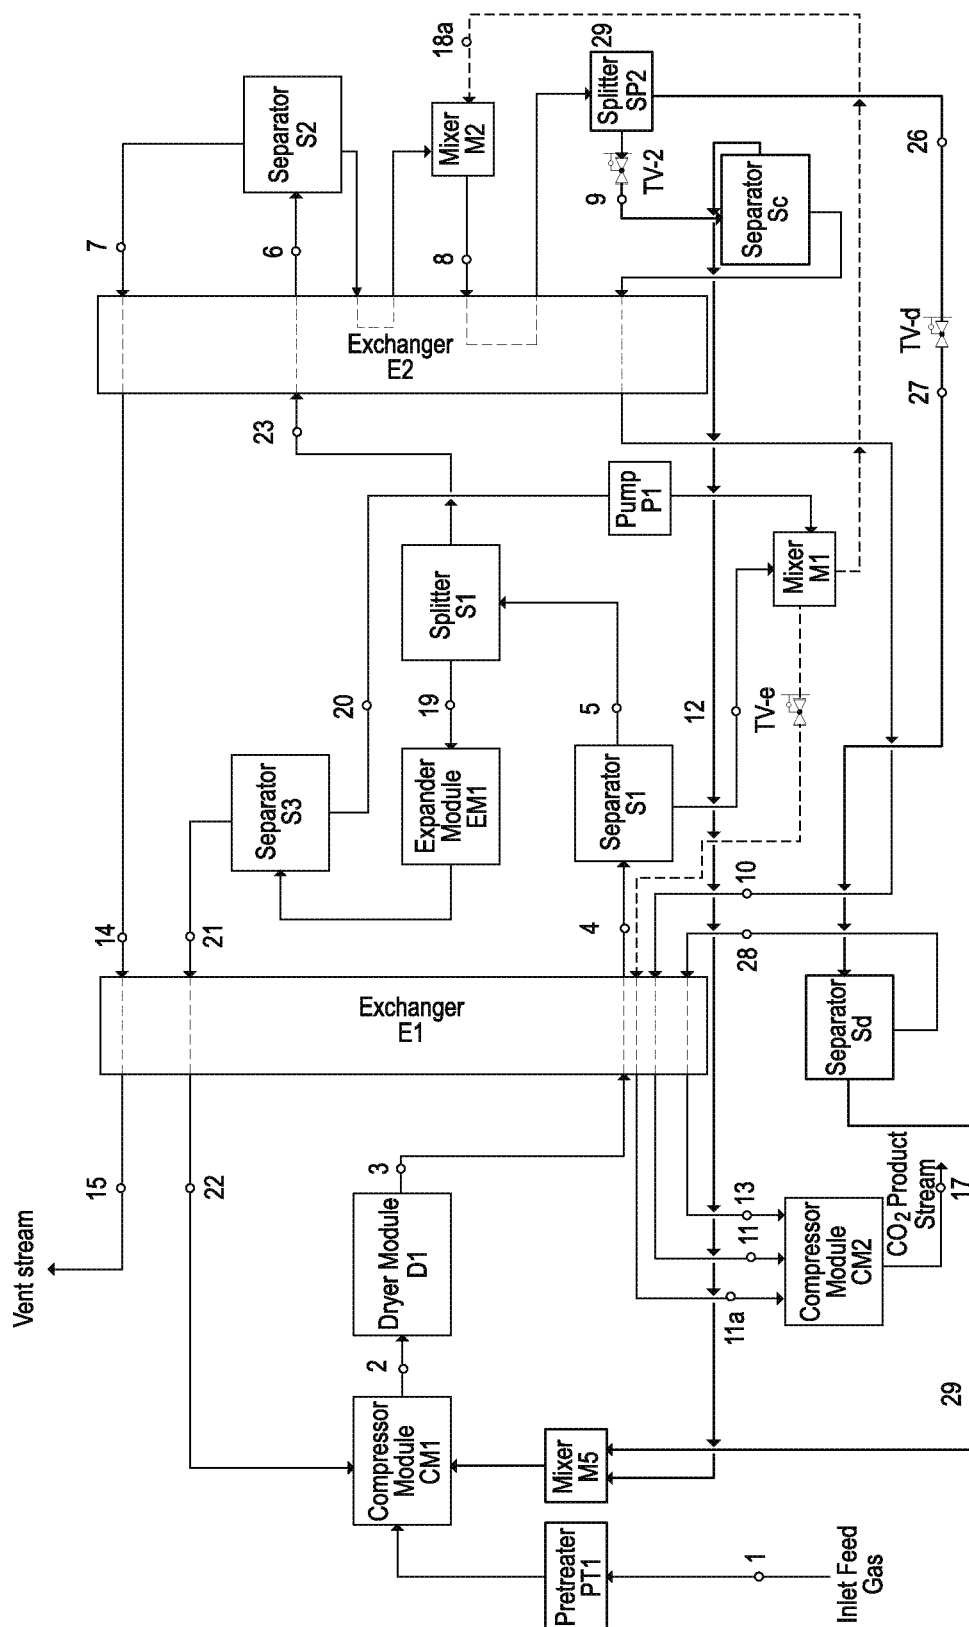 Inlet Feed
Gas
1
Pretreater
PT1
Mixer
M5
Compressor
Module
CM1
2
Dryer Module
D1
3
Vent stream
15
22
11a
11
13
Compressor
Module
CM2
CO2 Product
Stream
17
29
Exchanger
E1
14
21
4
28
10
Separator
Sd
Separator
S3
20
Expander
Module
EM1
19
Separator
S1
5
12
TV-e
Splitter
S1
Pump
P1
Mixer
M1
23
Exchanger
E2
27
TV-d
26
7
6
8
9
TV-2
Separator
S2
Mixer
M2
18a
Splitter
SP2
29
Separator
Sc